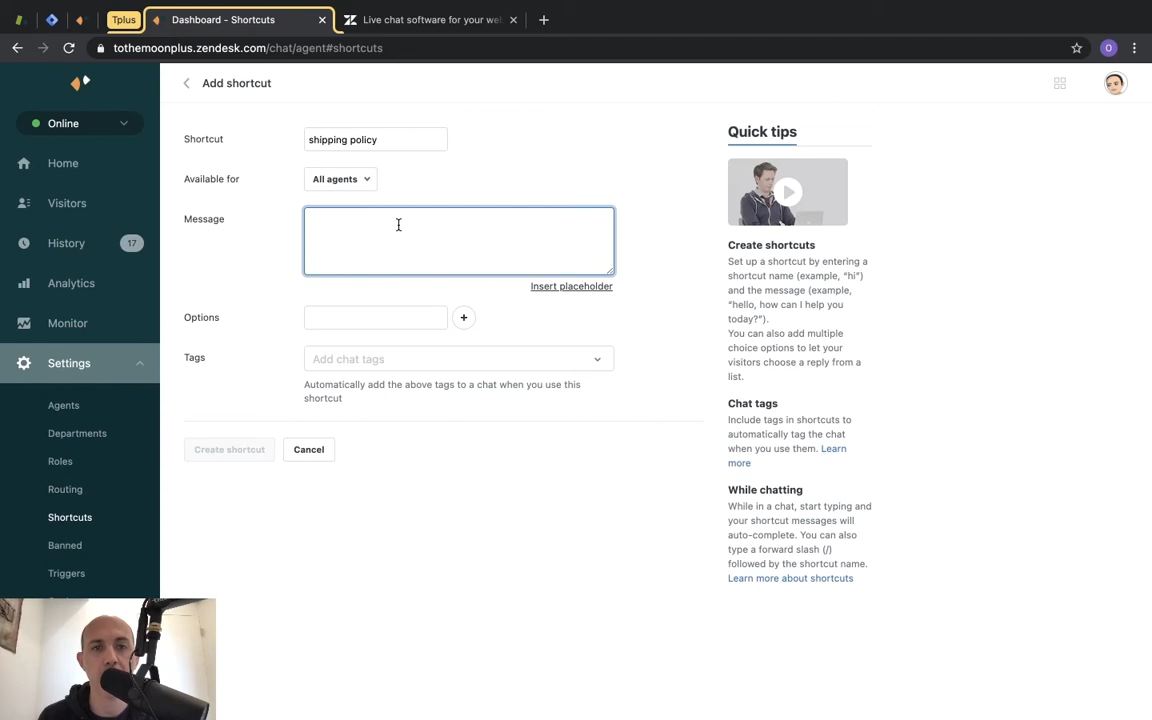 Tplus
Dashboard - Shortcuts
Live chat software for your we
tothemoonplus.zendesk.com/chat/agent#shortcuts
O
Online
Home
Visitors
History
17
Analytics
Monitor
Settings
Agents
Departments
Roles
Routing
Shortcuts
Banned
Triggers
Add shortcut
Shortcut
shipping policy
Available for
All agents
Message
Insert placeholder
Options
Tags
Add chat tags
Automatically add the above tags to a chat when you use this
shortcut
Create shortcut
Cancel
Quick tips
Create shortcuts
Set up a shortcut by entering a
shortcut name (example, “hi”)
and the message (example,
“hello, how can I help you
today?”).
You can also add multiple
choice options to let your
visitors choose a reply from a
list.
Chat tags
Include tags in shortcuts to
automatically tag the chat
when you use them. Learn
more
While chatting
While in a chat, start typing and
your shortcut messages will
auto-complete. You can also
type a forward slash (/)
followed by the shortcut name.
Learn more about shortcuts